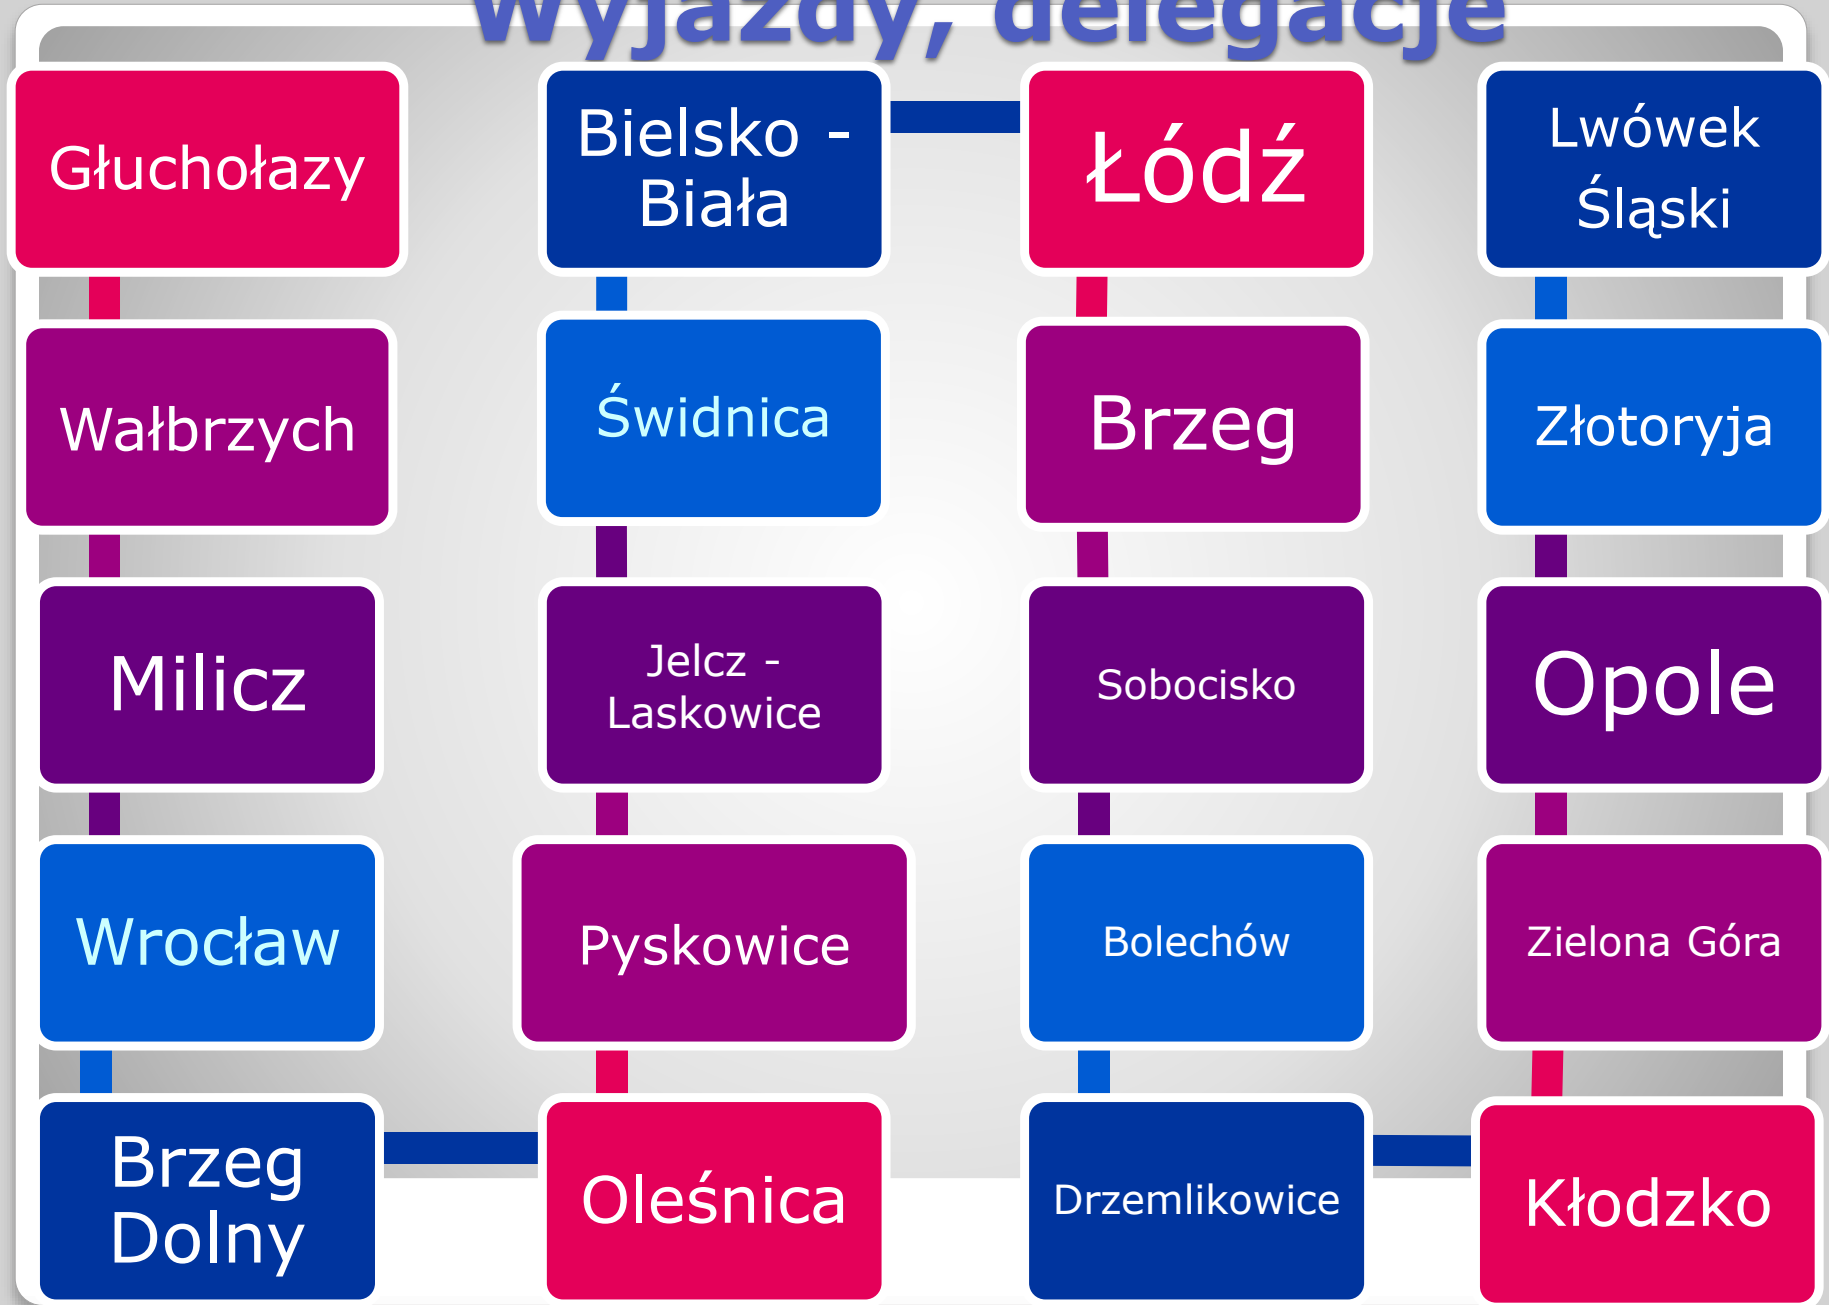 Wyjazdy, delegacje
Głuchołazy
Wałbrzych
Milicz
Wrocław
Brzeg
Dolny
Oleśnica
Pyskowice
Jelcz -
Laskowice
Świdnica
Bielsko -
Biała
Łódź
Brzeg
Sobocisko
Bolechów
Drzemlikowice
Kłodzko
Zielona Góra
Opole
Złotoryja
Lwówek
Śląski